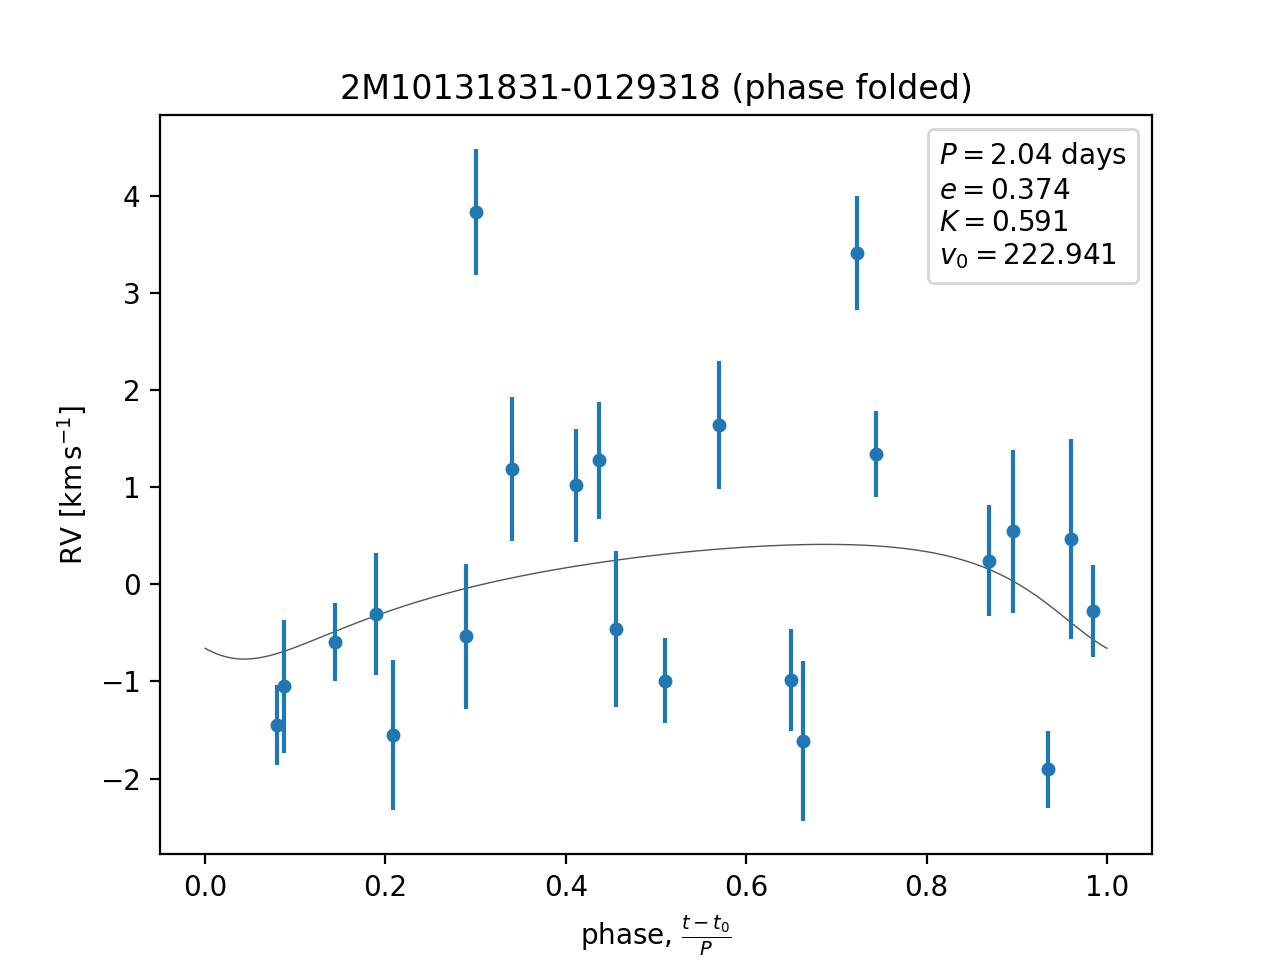 2M10131831-0129318 (phase folded)
P = 2.04 days
e = 0.374
K = 0.591
v₀ = 222.941
4
3
2
1
0
−1
−2
RV [km s⁻¹]
0.0 0.2 0.4 0.6 0.8 1.0
phase, (t − t₀)/P